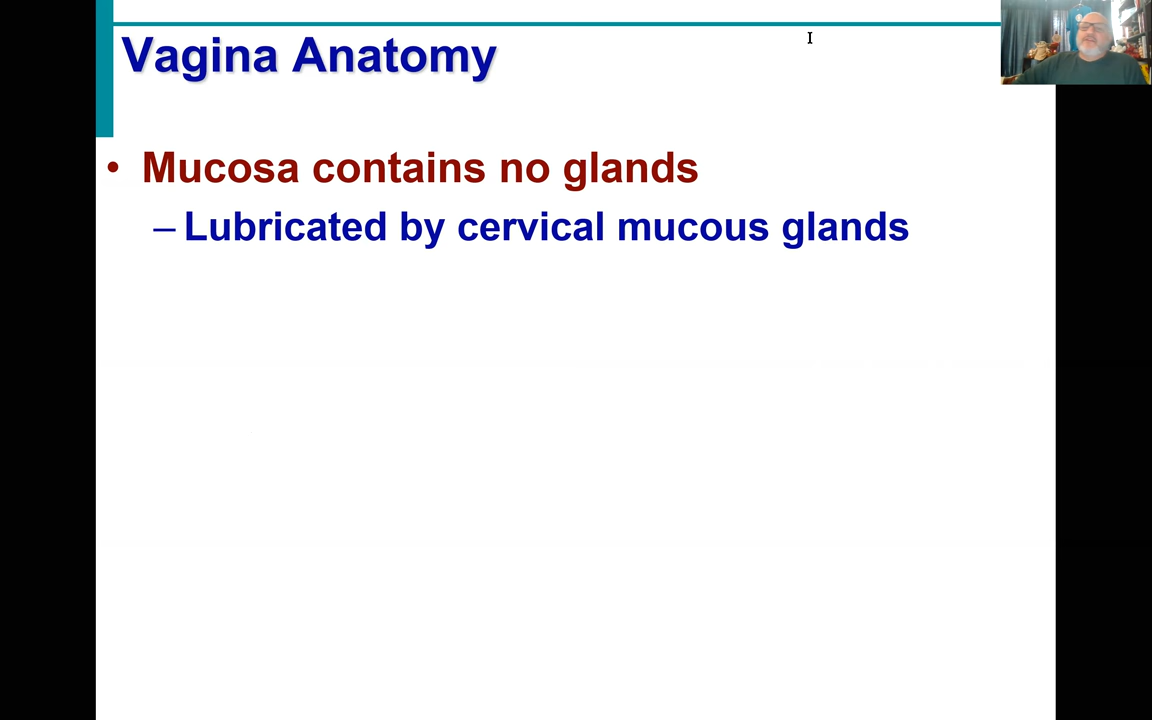 Vagina Anatomy
• Mucosa contains no glands
– Lubricated by cervical mucous glands